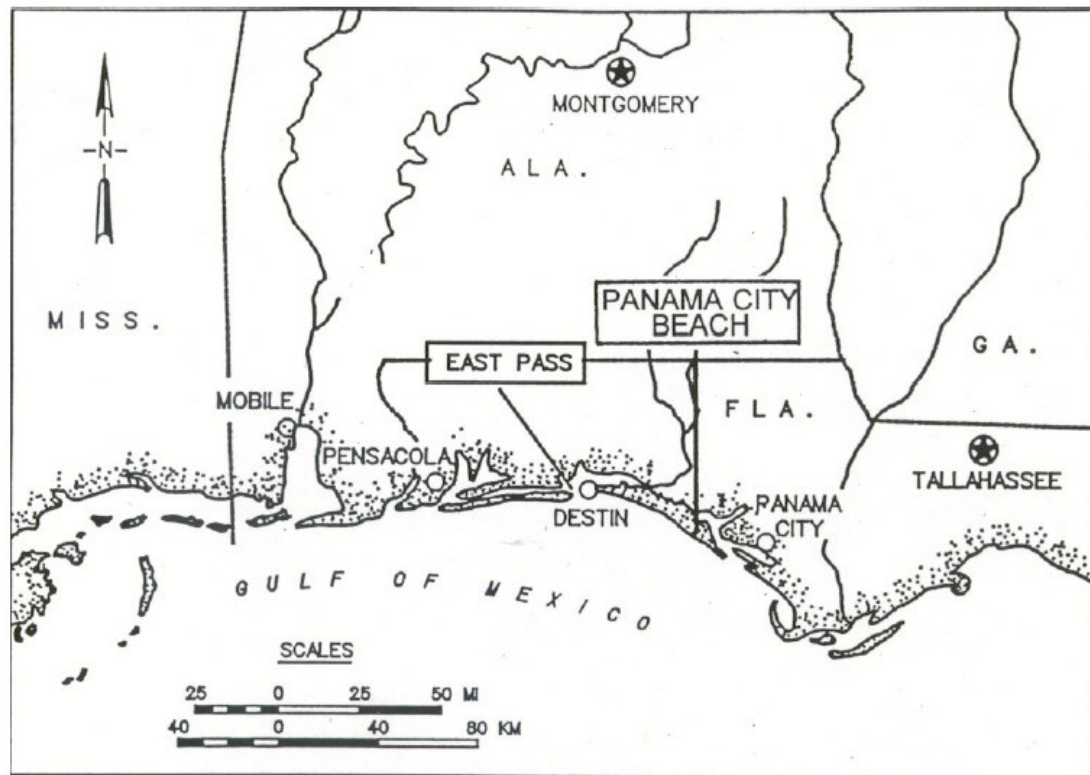 MONTGOMERY
-N-
ALA.
MISS.
PANAMA CITY
BEACH
GA.
EAST PASS
FLA.
MOBILE
PENSACOLA
TALLAHASSEE
DESTIN
PANAMA
CITY
GULF OF MEXICO
SCALES
25 0 25 50 MI
40 0 40 80 KM